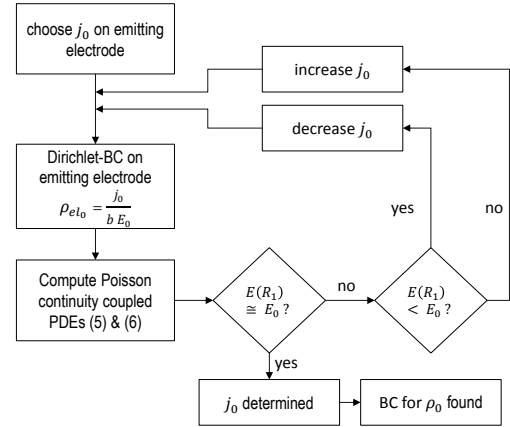 choose j₀ on emitting
electrode
increase j₀
decrease j₀
Dirichlet-BC on
emitting electrode
ρ_el₀ = j₀ / b E₀
yes
no
Compute Poisson
continuity coupled
PDEs (5) & (6)
E(R₁)
≅ E₀ ?
no
E(R₁)
< E₀ ?
yes
j₀ determined
BC for ρ₀ found